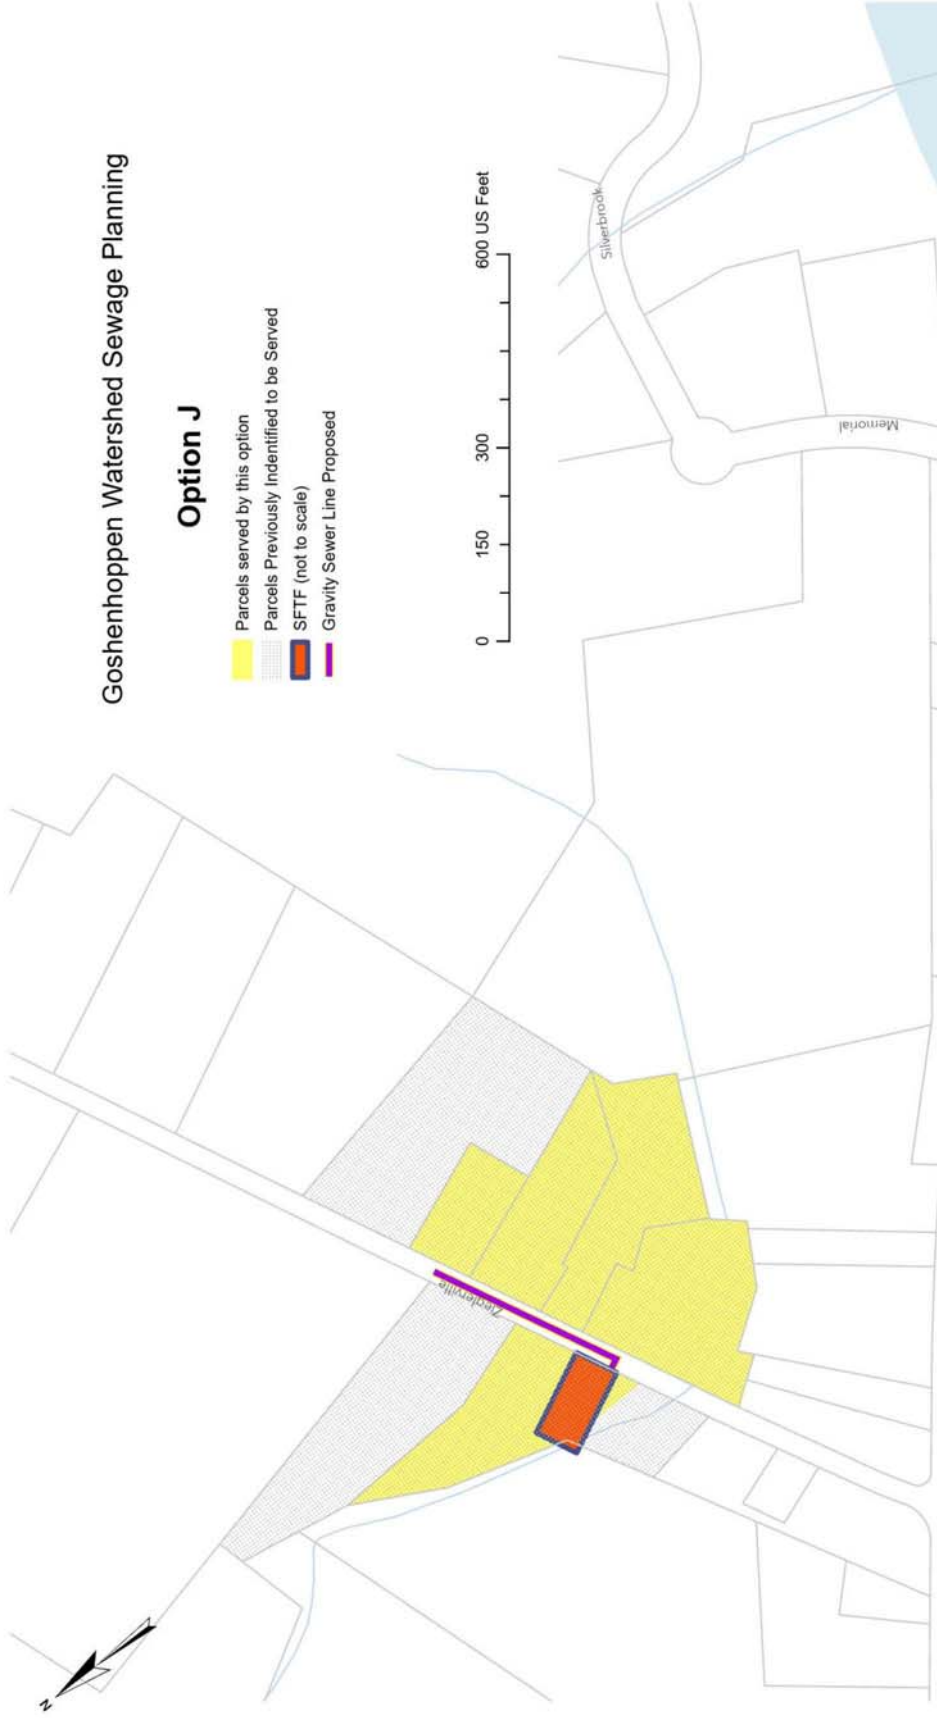 Goshenhoppen Watershed Sewage Planning
Option J
Parcels served by this option
Parcels Previously Indentified to be Served
SFTF (not to scale)
Gravity Sewer Line Proposed
0 150 300 600 US Feet
Silverbrook
Memorial
Zieglerville
N